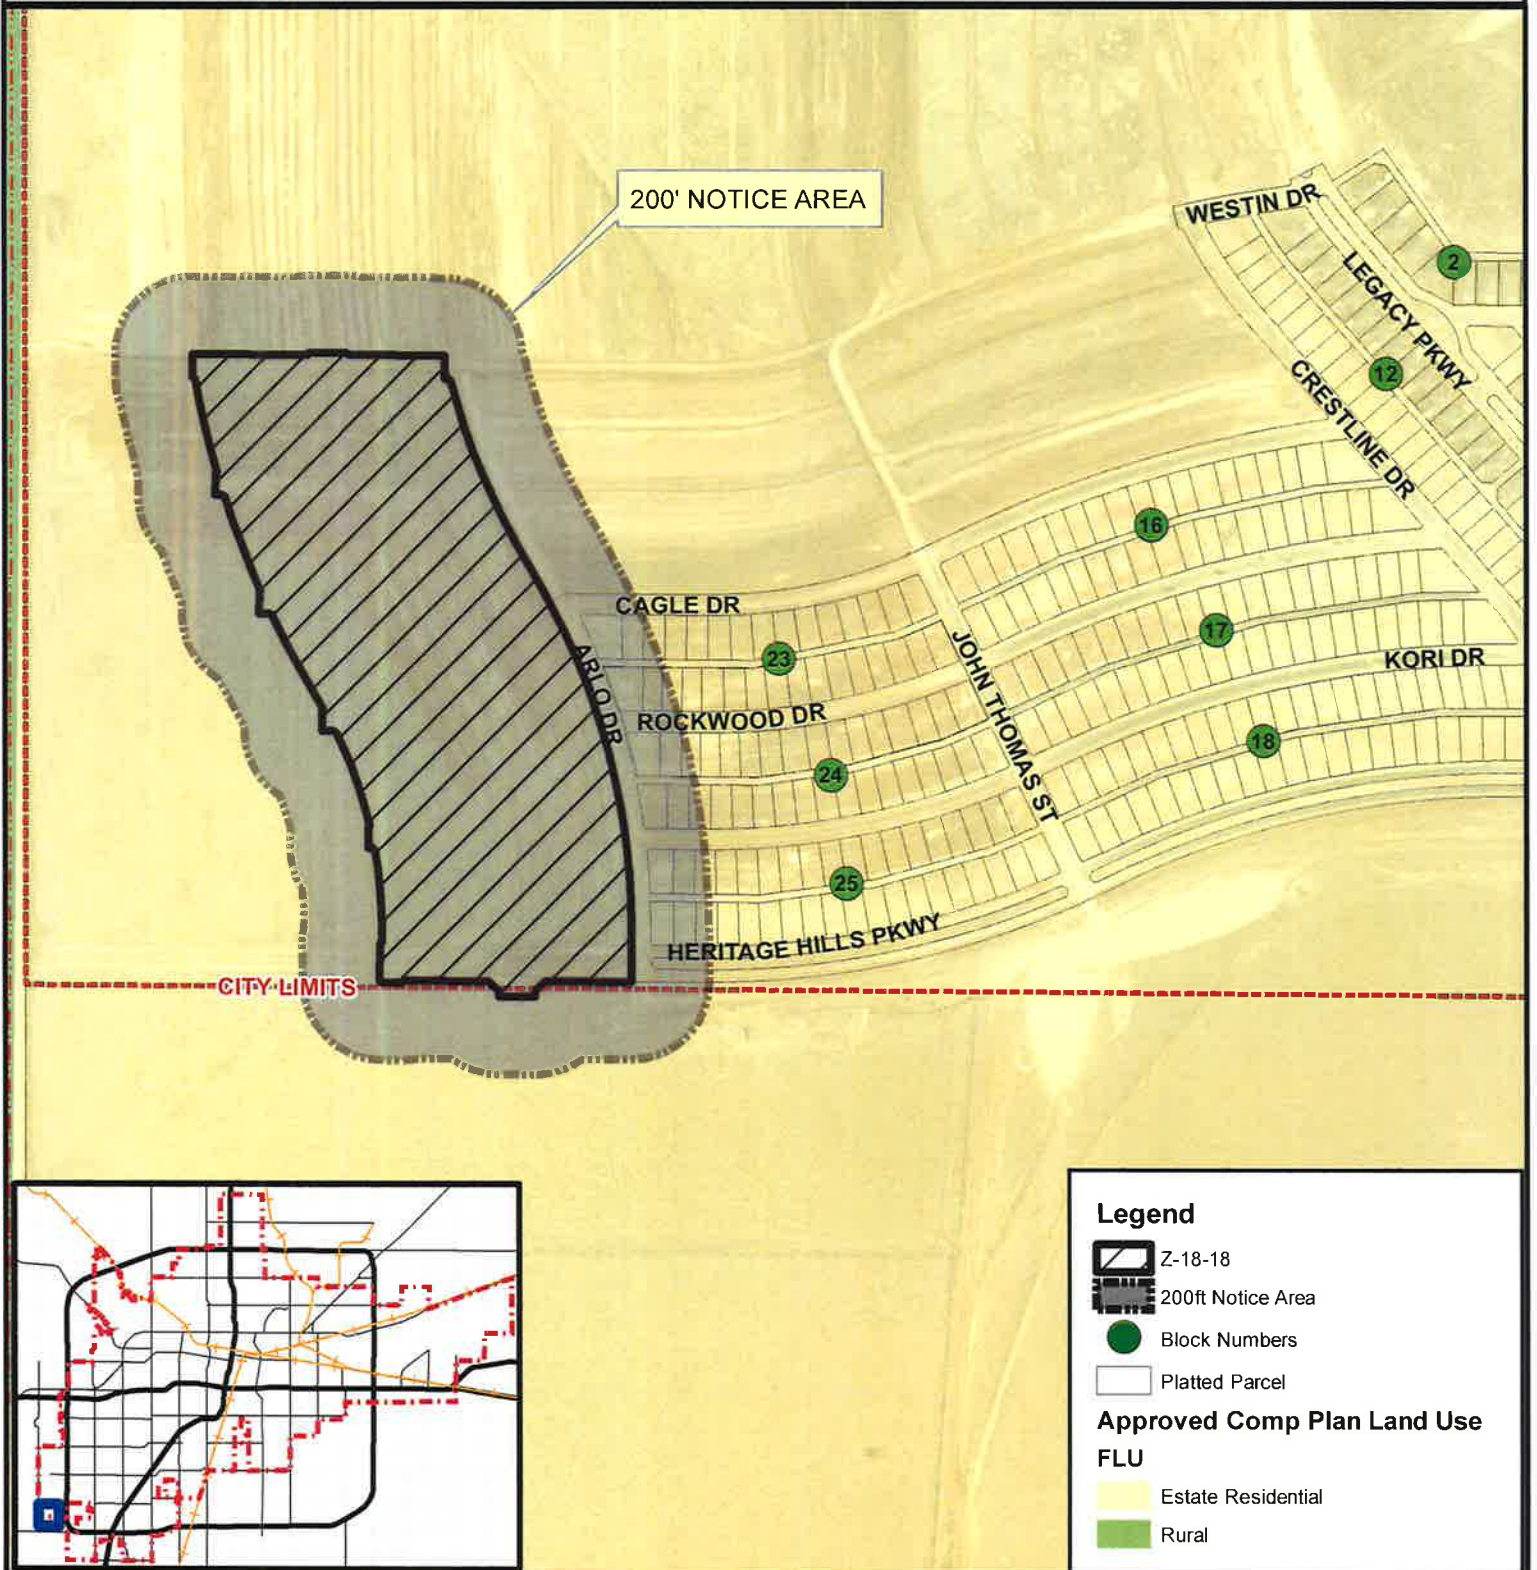 200' NOTICE AREA
WESTIN DR
2
LEGACY PKWY
12
CRESTLINE DR
16
CAGLE DR
17
23
ARLO DR
JOHN THOMAS ST
KORI DR
ROCKWOOD DR
18
24
25
HERITAGE HILLS PKWY
CITY LIMITS
Legend
Z-18-18
200ft Notice Area
Block Numbers
Platted Parcel
Approved Comp Plan Land Use
FLU
Estate Residential
Rural